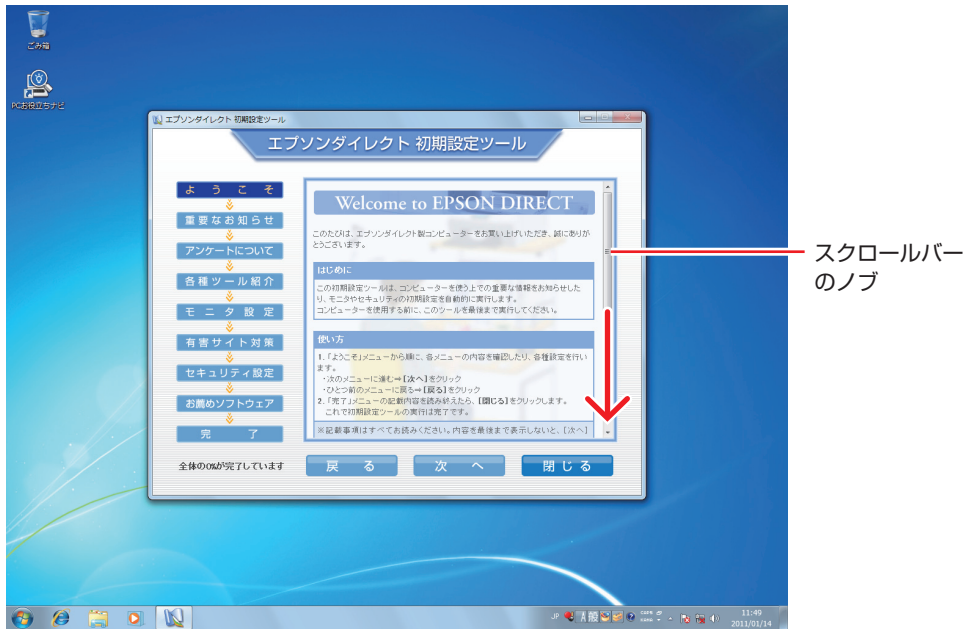 ごみ箱
PCお役立ちナビ
エプソンダイレクト 初期設定ツール
エプソンダイレクト 初期設定ツール
ようこそ
重要なお知らせ
アンケートについて
各種ツール紹介
モニタ設定
有害サイト対策
セキュリティ設定
お薦めソフトウェア
完了
全体の0%が完了しています
Welcome to EPSON DIRECT
このたびは、エプソンダイレクト製コンピューターをお買い上げいただき、誠にありが
とうございます。
はじめに
この初期設定ツールは、コンピューターを使う上での重要な情報をお知らせした
り、モニタやセキュリティの初期設定を自動的に実行します。
コンピューターを使用する前に、このツールを最後まで実行してください。
使い方
1.「ようこそ」メニューから順に、各メニューの内容を確認したり、各種設定を行い
ます。
・次のメニューに進む⇒【次へ】をクリック
・ひとつ前のメニューに戻る⇒【戻る】をクリック
2.「完了」メニューの記載内容を読み終えたら、【閉じる】をクリックします。
これで初期設定ツールの実行は完了です。
※記載事項はすべてお読みください。内容を最後まで表示しないと、【次へ】
戻る
次へ
閉じる
スクロールバー
のノブ
JP
A 般
CAPS
KANA
11:49
2011/01/14